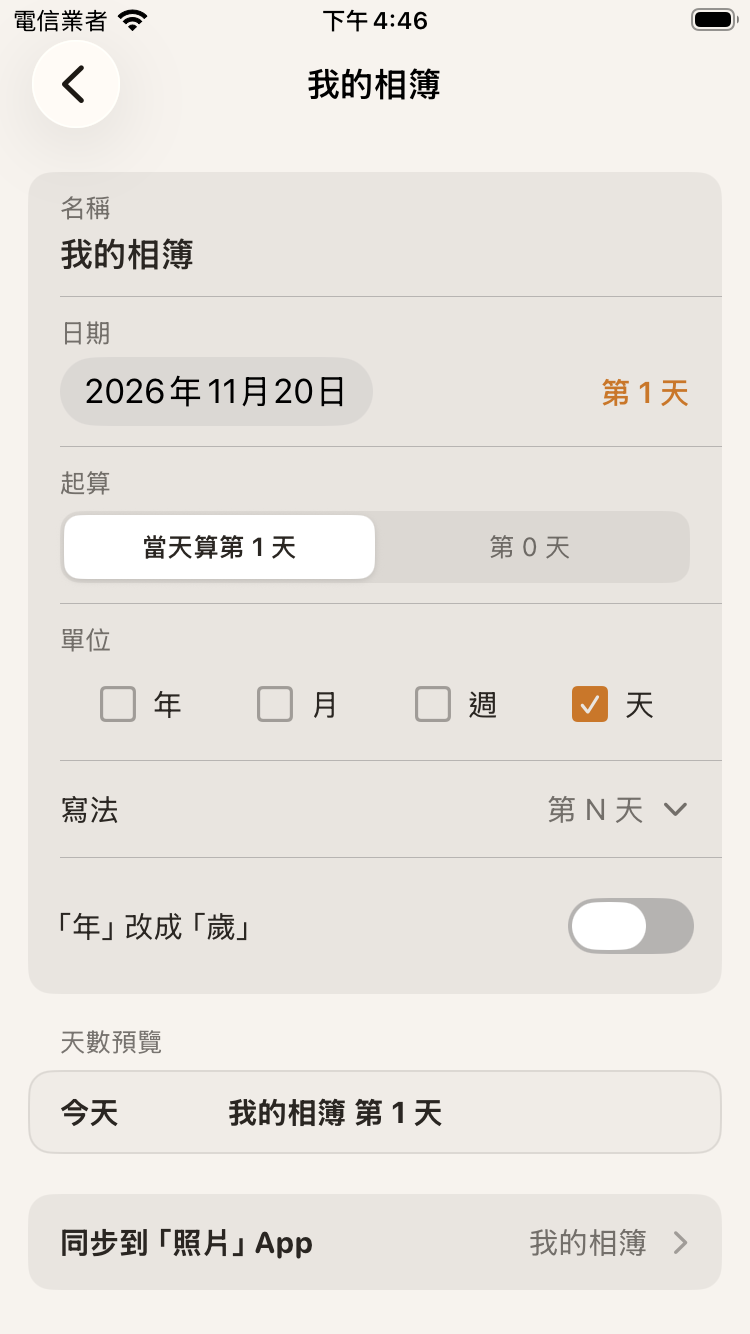 電信業者 下午4:46
我的相簿
名稱
我的相簿
日期
2026年11月20日 第 1 天
起算
當天算第 1 天 第 0 天
單位
年 月 週 天
寫法 第 N 天
「年」改成「歲」
天數預覽
今天 我的相簿 第 1 天
同步到「照片」App 我的相簿